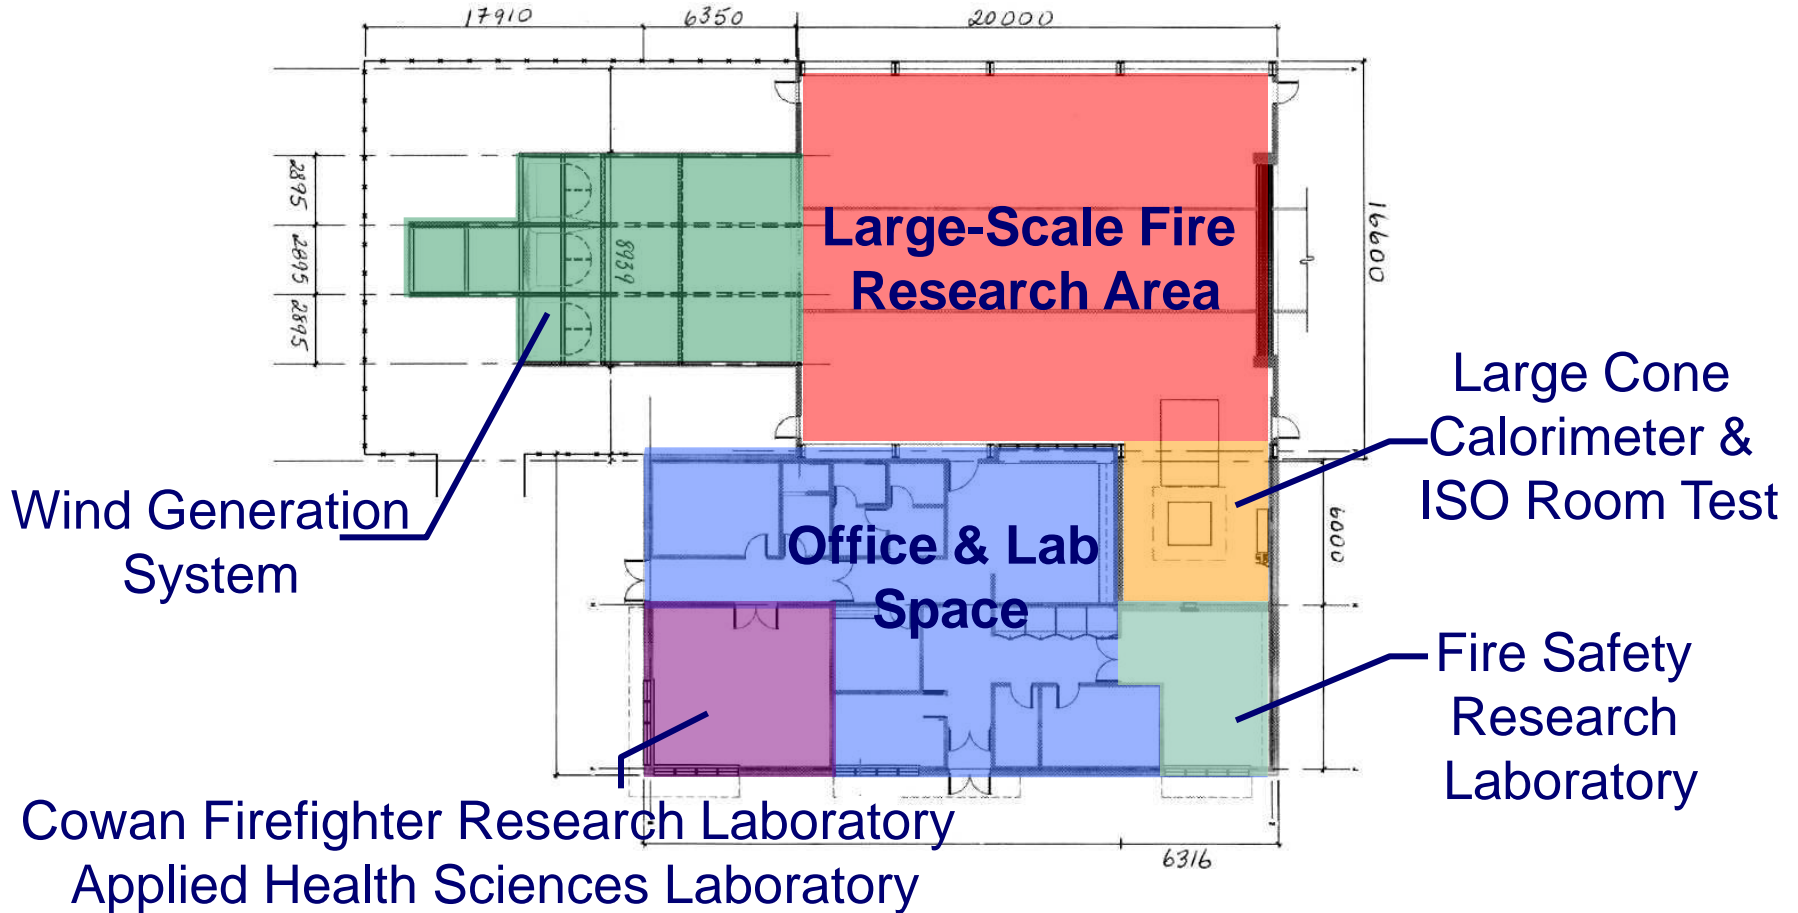 17910
6350
20000
2895
2895
2895
8939
16600
Large-Scale Fire
Research Area
Large Cone
Calorimeter &
ISO Room Test
Wind Generation
System
Office & Lab
Space
6000
Fire Safety
Research
Laboratory
Cowan Firefighter Research Laboratory
Applied Health Sciences Laboratory
6316